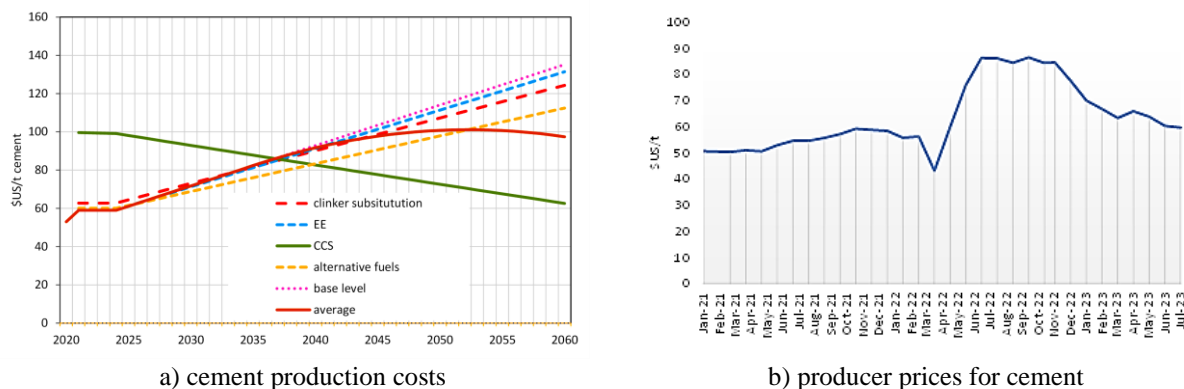 160
140
120
100
80
60
40
20
0
$US/t cement
clinker subsitutution
EE
CCS
alternative fuels
base level
average
2020 2025 2030 2035 2040 2045 2050 2055 2060
a) cement production costs
100
90
80
70
60
50
40
30
20
10
0
$US/t
Jan-21
Feb-21
Mar-21
Apr-21
May-21
Jun-21
Jul-21
Aug-21
Sep-21
Oct-21
Nov-21
Dec-21
Jan-22
Feb-22
Mar-22
Apr-22
May-22
Jun-22
Jul-22
Aug-22
Sep-22
Oct-22
Nov-22
Dec-22
Jan-23
Feb-23
Mar-23
Apr-23
May-23
Jun-23
Jul-23
b) producer prices for cement